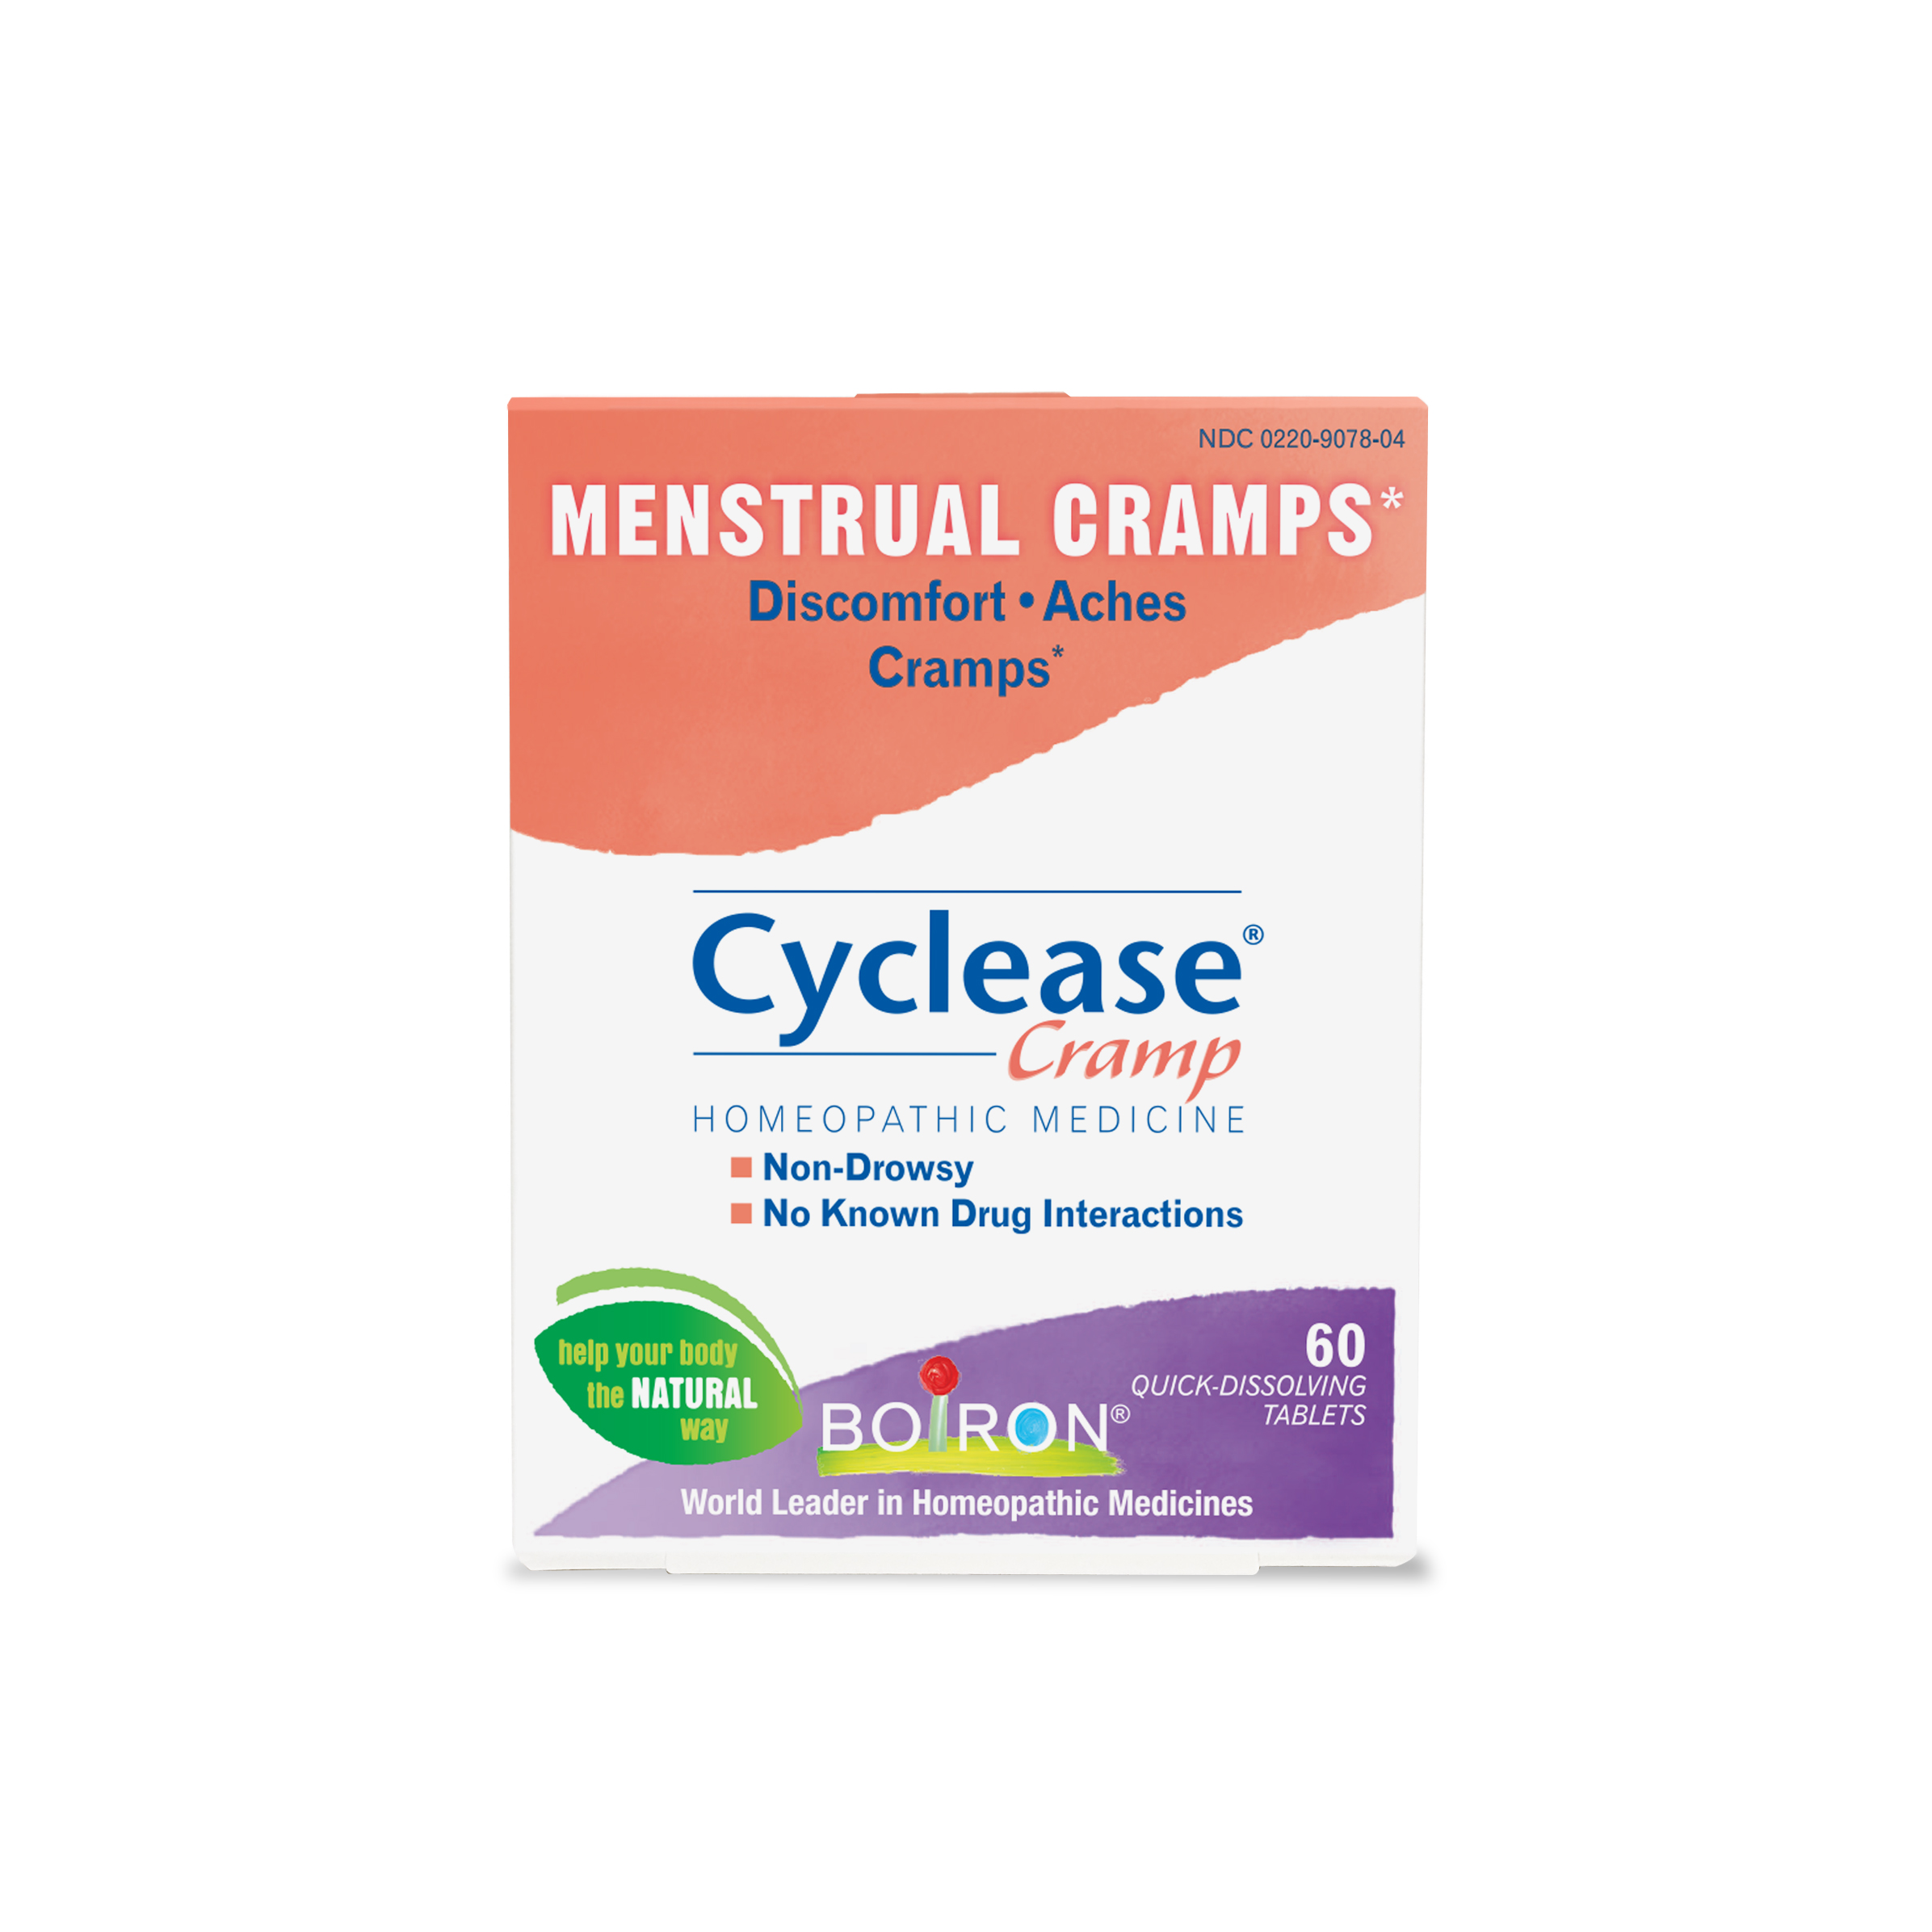 NDC 0220-9078-04
MENSTRUAL CRAMPS*
Discomfort • Aches
Cramps*
Cyclease®
Cramp
HOMEOPATHIC MEDICINE
Non-Drowsy
No Known Drug Interactions
help your body
the NATURAL
way
60
QUICK-DISSOLVING
TABLETS
BOIRON®
World Leader in Homeopathic Medicines